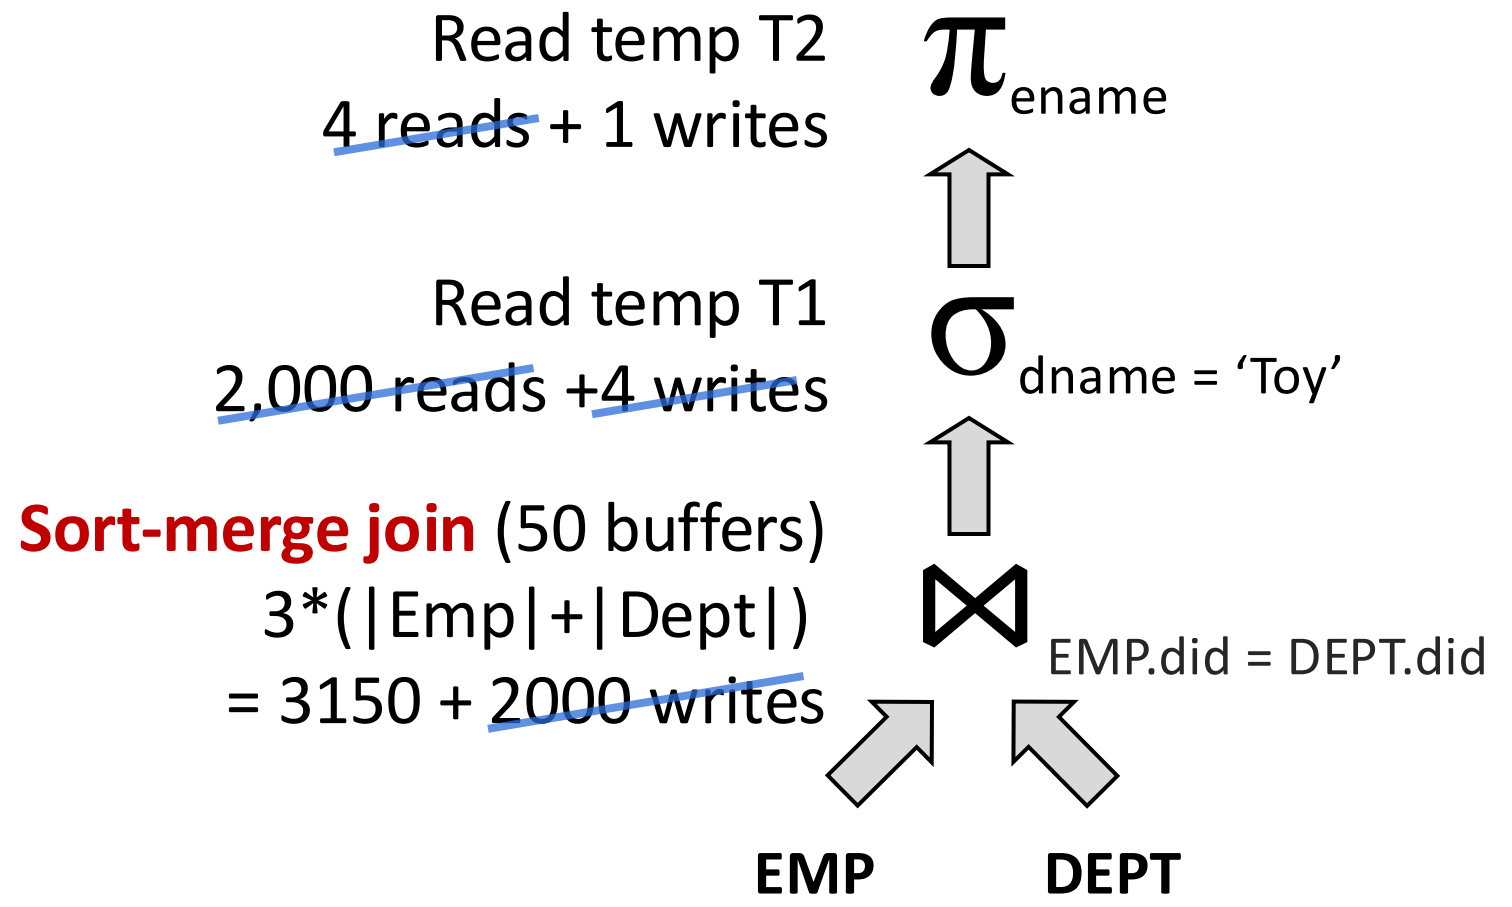 Read temp T2
4 reads + 1 writes
π ename
Read temp T1
2,000 reads +4 writes
σ dname = ‘Toy’
Sort-merge join (50 buffers)
3*(|Emp|+|Dept|)
= 3150 + 2000 writes
⋈ EMP.did = DEPT.did
EMP DEPT